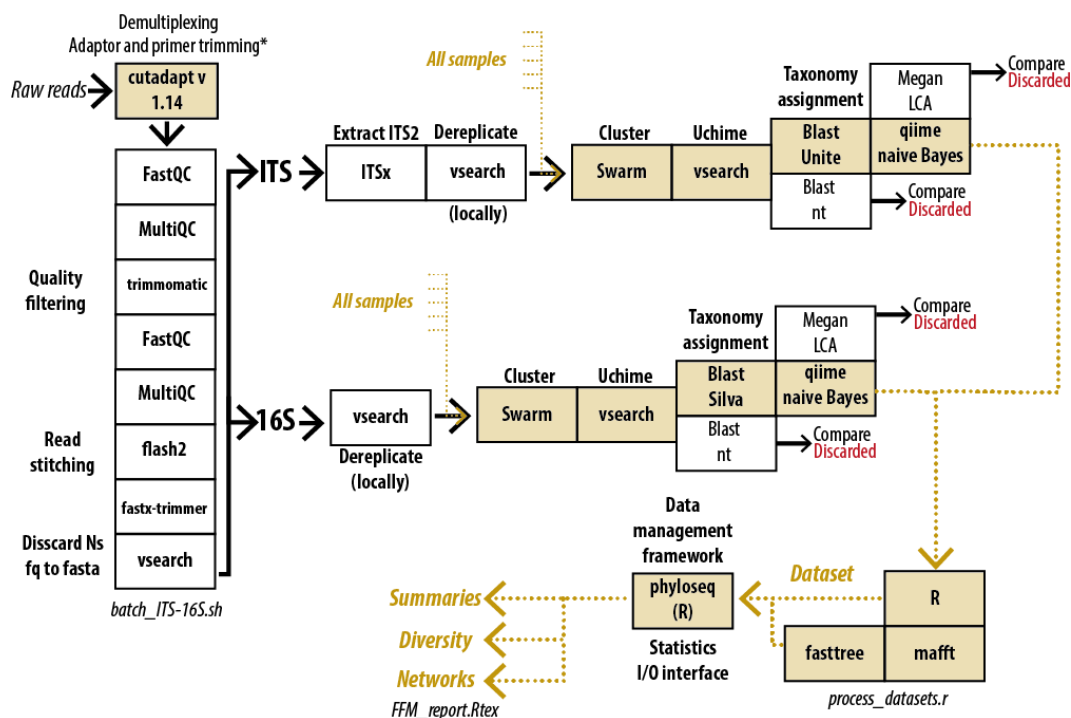 Demultiplexing
Adaptor and primer trimming*
Raw reads
cutadapt v
1.14
FastQC
MultiQC
Quality
filtering
trimmomatic
FastQC
MultiQC
Read
stitching
flash2
fastx-trimmer
Disscard Ns
fq to fasta
vsearch
batch_ITS-16S.sh
ITS
Extract ITS2
ITSx
Dereplicate
vsearch
(locally)
All samples
Cluster
Swarm
Uchime
vsearch
Taxonomy
assignment
Blast
Unite
Blast
nt
Megan
LCA
qiime
naive Bayes
Compare
Discarded
Compare
Discarded
16S
vsearch
Dereplicate
(locally)
All samples
Cluster
Swarm
Uchime
vsearch
Taxonomy
assignment
Blast
Silva
Blast
nt
Megan
LCA
qiime
naive Bayes
Compare
Discarded
Compare
Discarded
R
fasttree
mafft
process_datasets.r
Dataset
Data
management
framework
phyloseq
(R)
Statistics
I/O interface
Summaries
Diversity
Networks
FFM_report.Rtex